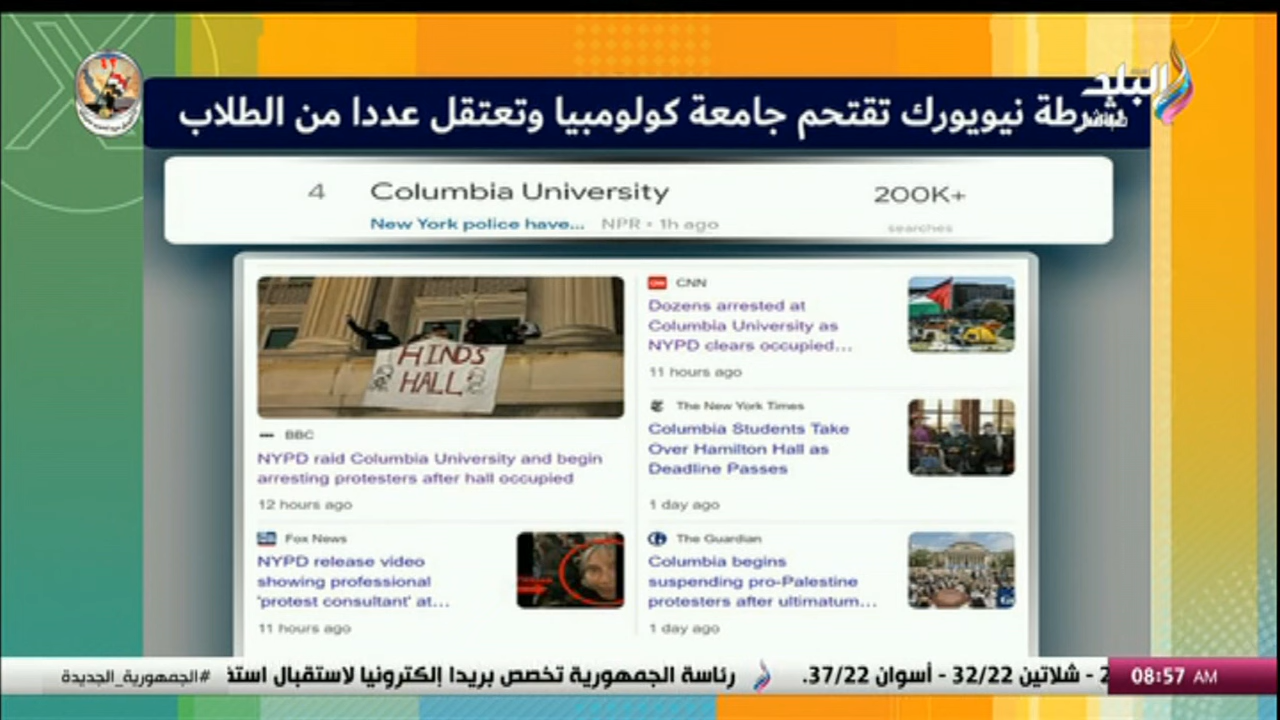 البلد
شرطة نيويورك تقتحم جامعة كولومبيا وتعتقل عددا من الطلاب
4 Columbia University 200K+
New York police have... NPR • 1h ago searches
HINDS
HALL
BBC
NYPD raid Columbia University and begin
arresting protesters after hall occupied
12 hours ago
Fox News
NYPD release video
showing professional
'protest consultant' at...
11 hours ago
CNN
Dozens arrested at
Columbia University as
NYPD clears occupied...
11 hours ago
The New York Times
Columbia Students Take
Over Hamilton Hall as
Deadline Passes
1 day ago
The Guardian
Columbia begins
suspending pro-Palestine
protesters after ultimatum...
1 day ago
2 - شلاتين 32/22 - أسوان 37/22. رئاسة الجمهورية تخصص بريدا إلكترونيا لاستقبال
#الجمهورية_الجديدة
08:57 AM